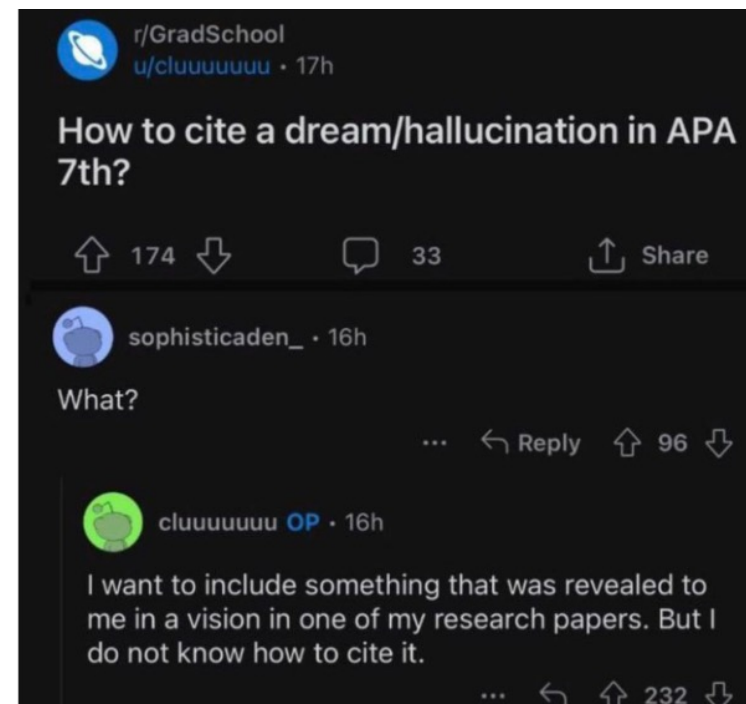 r/GradSchool
u/cluuuuuuu • 17h
How to cite a dream/hallucination in APA
7th?
174 33 Share
sophisticaden_ • 16h
What?
... Reply 96
cluuuuuuu OP • 16h
I want to include something that was revealed to
me in a vision in one of my research papers. But I
do not know how to cite it.
... 232